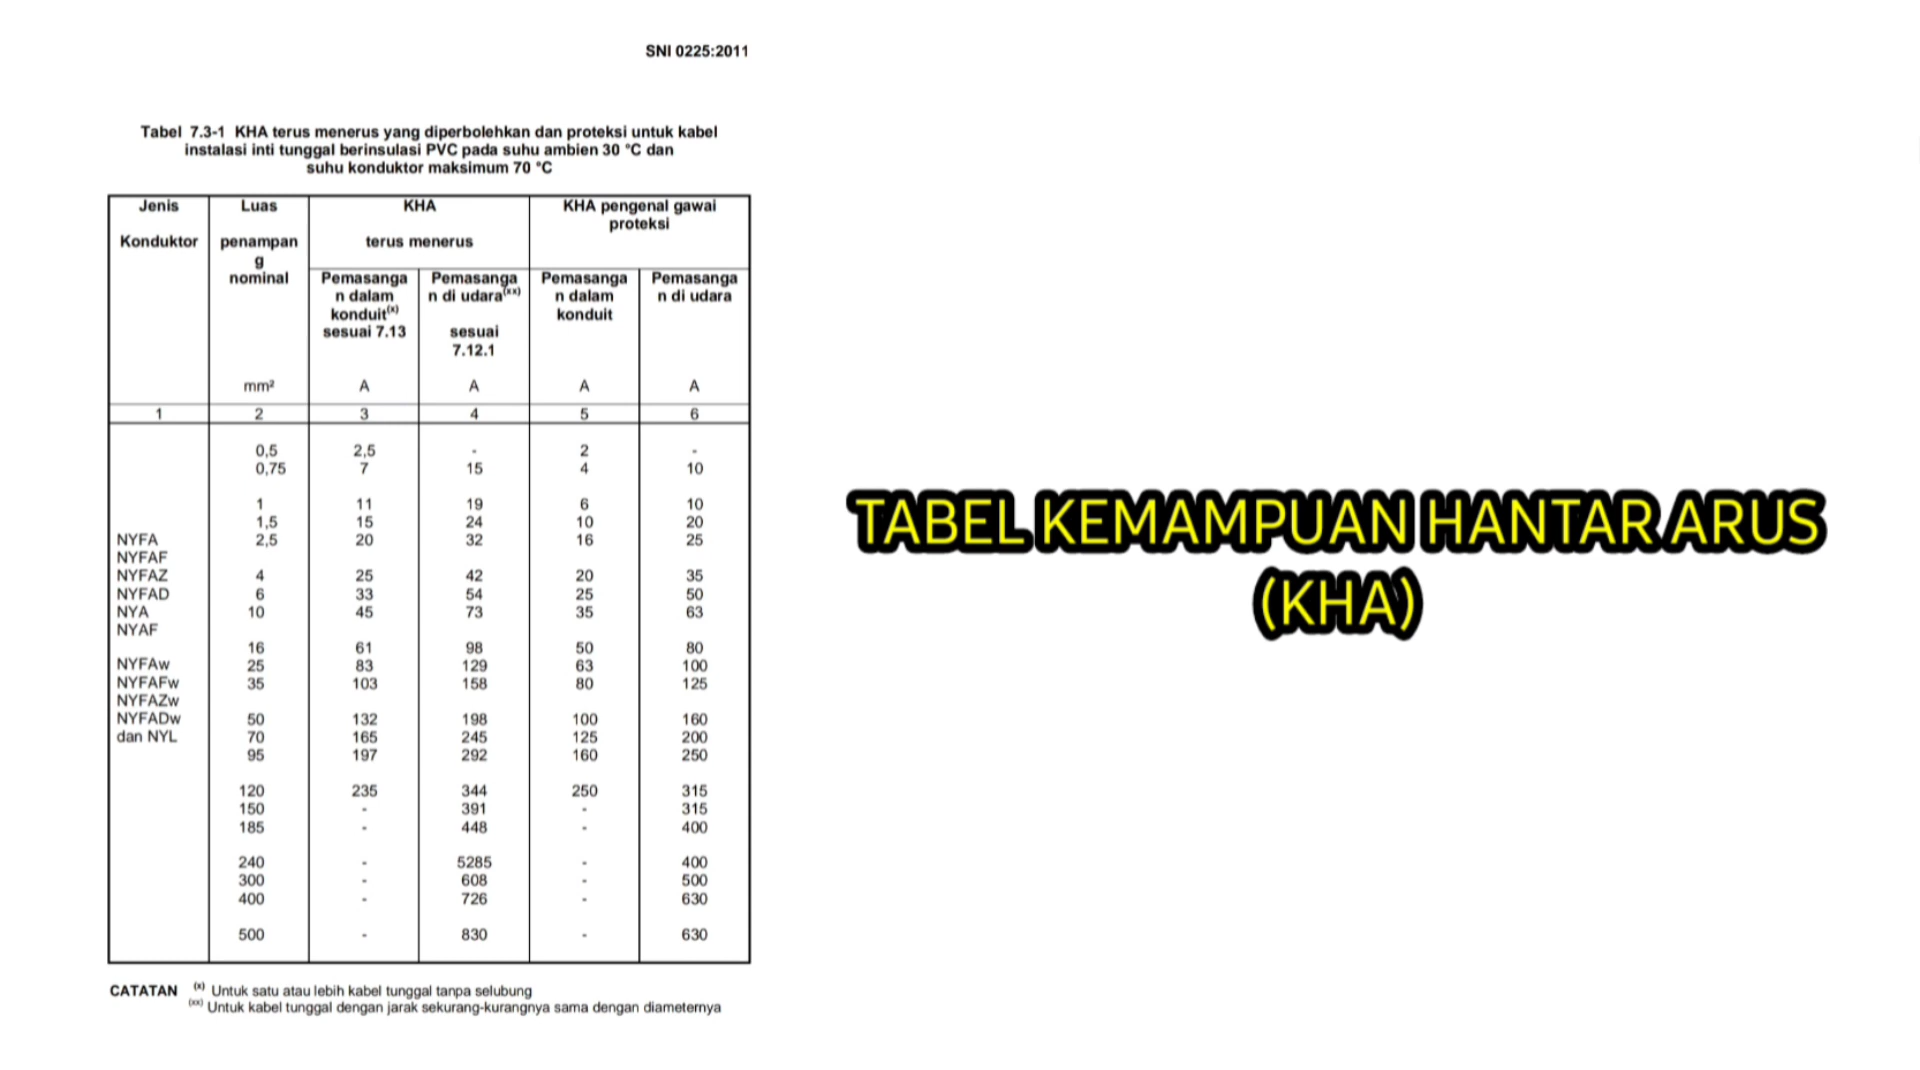 SNI 0225:2011
Tabel 7.3-1 KHA terus menerus yang diperbolehkan dan proteksi untuk kabel
instalasi inti tunggal berinsulasi PVC pada suhu ambien 30 °C dan
suhu konduktor maksimum 70 °C
Jenis Luas KHA KHA pengenal gawai
proteksi
Konduktor penampan terus menerus
g
nominal Pemasanga Pemasanga Pemasanga Pemasanga
n dalam n di udara(xx) n dalam n di udara
konduit(x) konduit
sesuai 7.13 sesuai
7.12.1
mm² A A A A
1 2 3 4 5 6
0,5 2,5 - 2 -
0,75 7 15 4 10
1 11 19 6 10
1,5 15 24 10 20
NYFA 2,5 20 32 16 25
NYFAF
NYFAZ 4 25 42 20 35
NYFAD 6 33 54 25 50
NYA 10 45 73 35 63
NYAF
16 61 98 50 80
NYFAw 25 83 129 63 100
NYFAFw 35 103 158 80 125
NYFAZw
NYFADw 50 132 198 100 160
dan NYL 70 165 245 125 200
95 197 292 160 250
120 235 344 250 315
150 - 391 - 315
185 - 448 - 400
240 - 5285 - 400
300 - 608 - 500
400 - 726 - 630
500 - 830 - 630
CATATAN (x) Untuk satu atau lebih kabel tunggal tanpa selubung
(xx) Untuk kabel tunggal dengan jarak sekurang-kurangnya sama dengan diameternya
TABEL KEMAMPUAN HANTAR ARUS
(KHA)